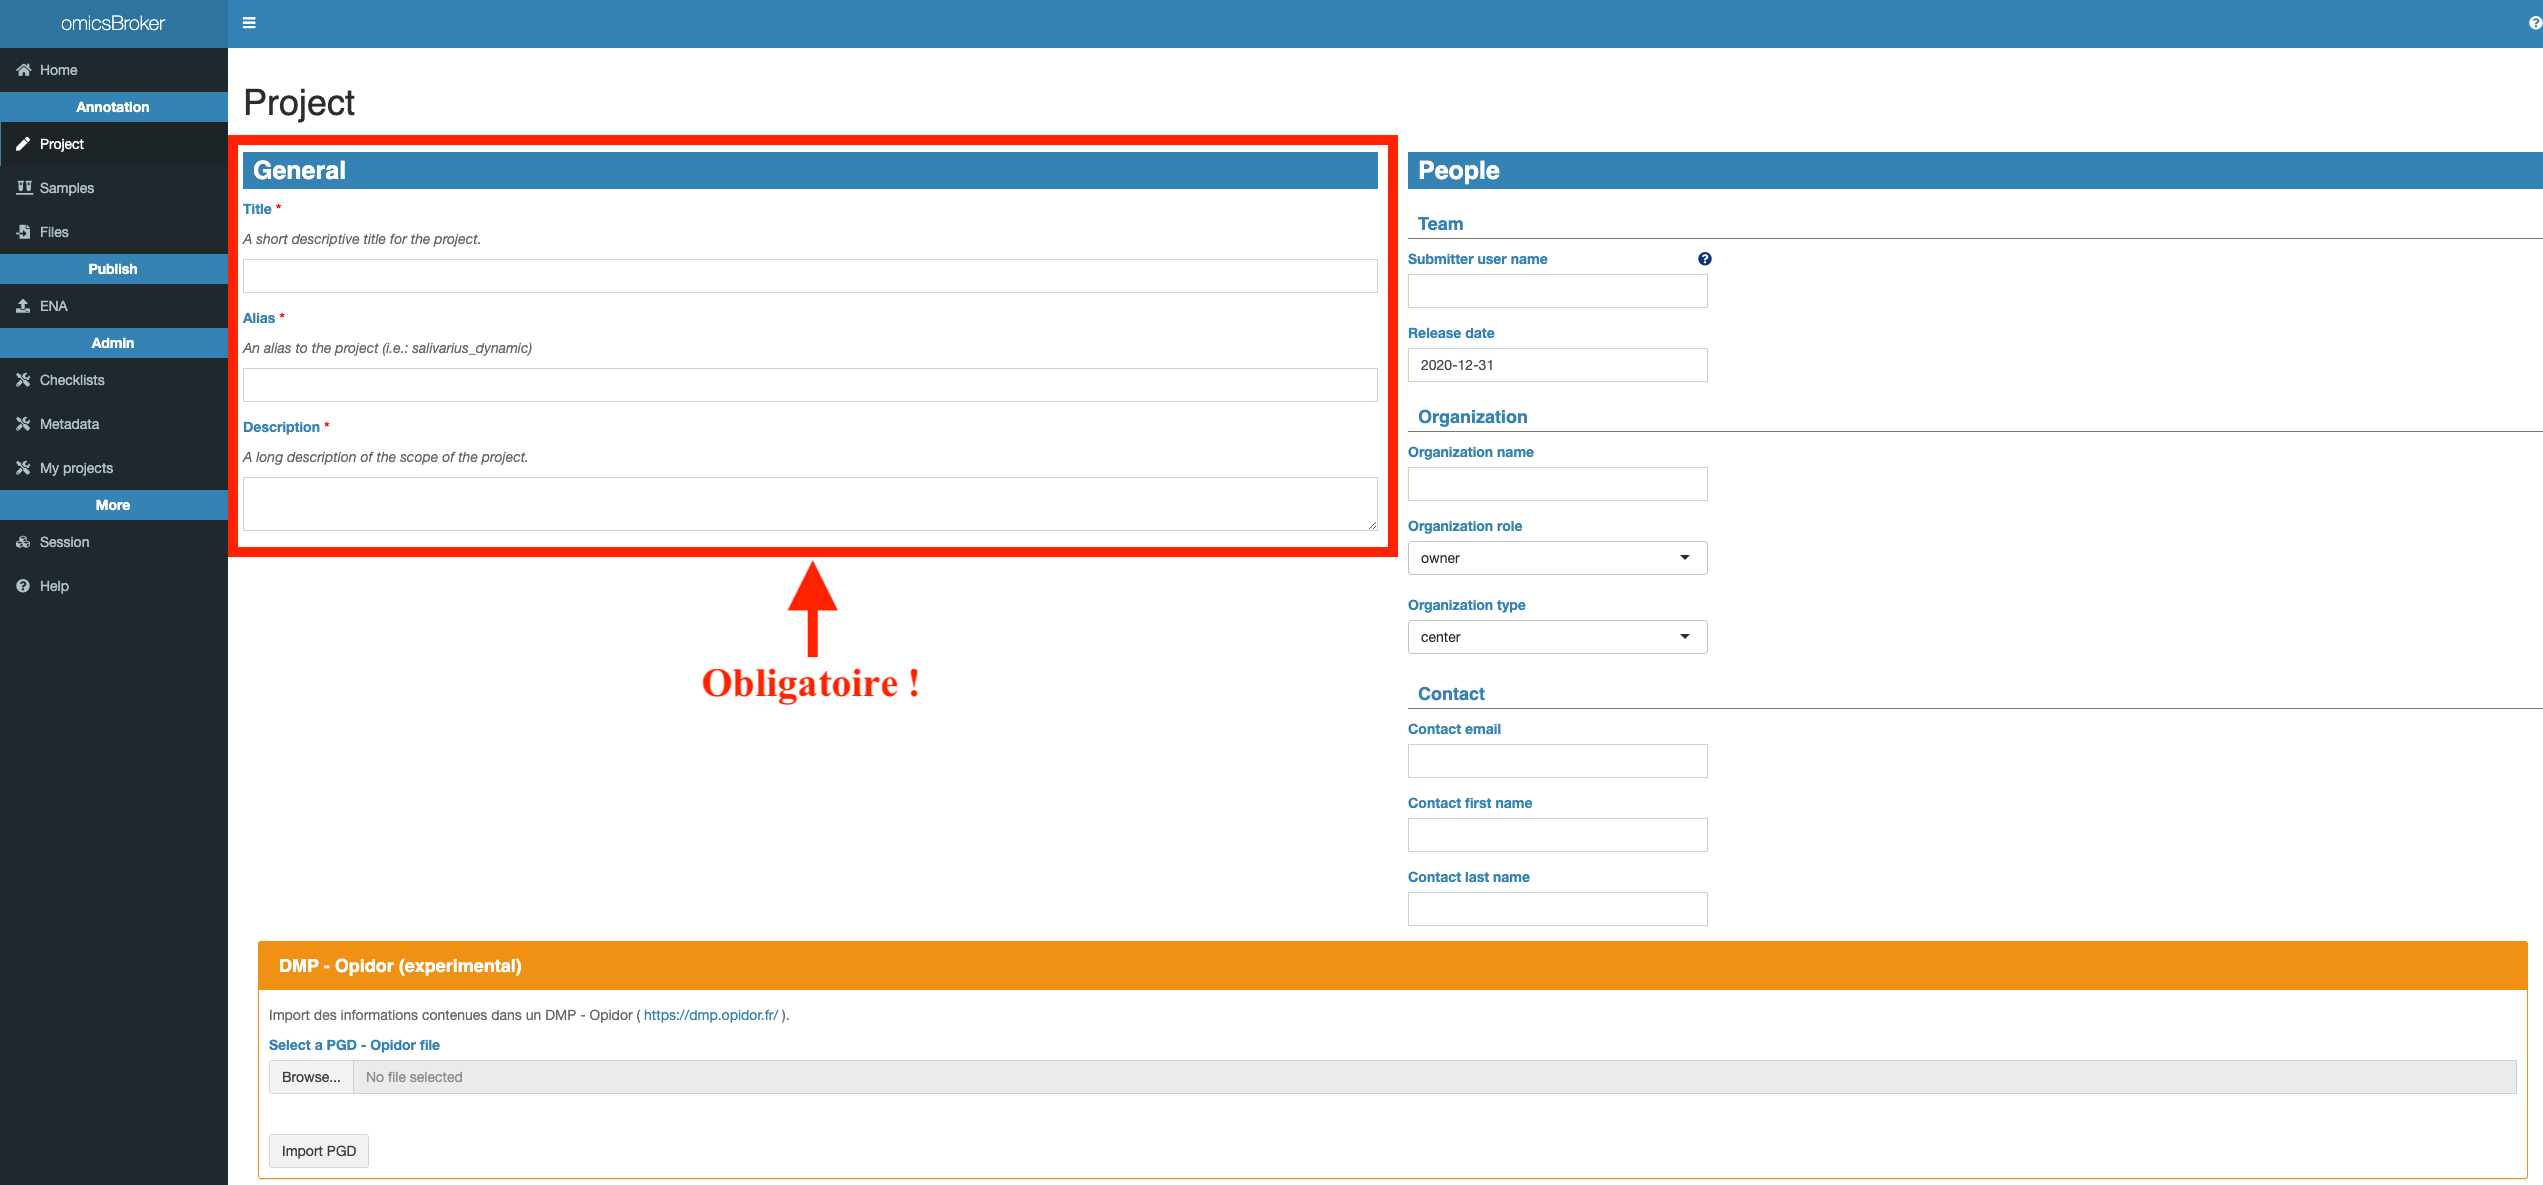 omicsBroker
Home
Annotation
Project
Samples
Files
Publish
ENA
Admin
Checklists
Metadata
My projects
More
Session
Help
Project
General
Title *
A short descriptive title for the project.
Alias *
An alias to the project (i.e.: salivarius_dynamic)
Description *
A long description of the scope of the project.
Obligatoire !
People
Team
Submitter user name
Release date
2020-12-31
Organization
Organization name
Organization role
owner
Organization type
center
Contact
Contact email
Contact first name
Contact last name
DMP - Opidor (experimental)
Import des informations contenues dans un DMP - Opidor ( https://dmp.opidor.fr/ ).
Select a PGD - Opidor file
Browse... No file selected
Import PGD